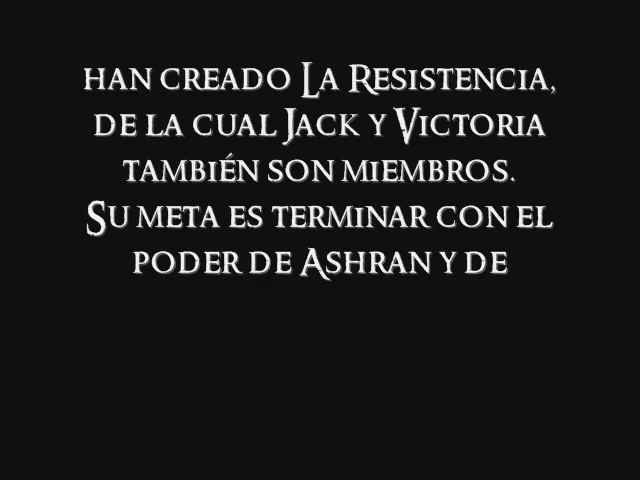 han creado La Resistencia,
de la cual Jack y Victoria
también son miembros.
Su meta es terminar con el
poder de Ashran y de